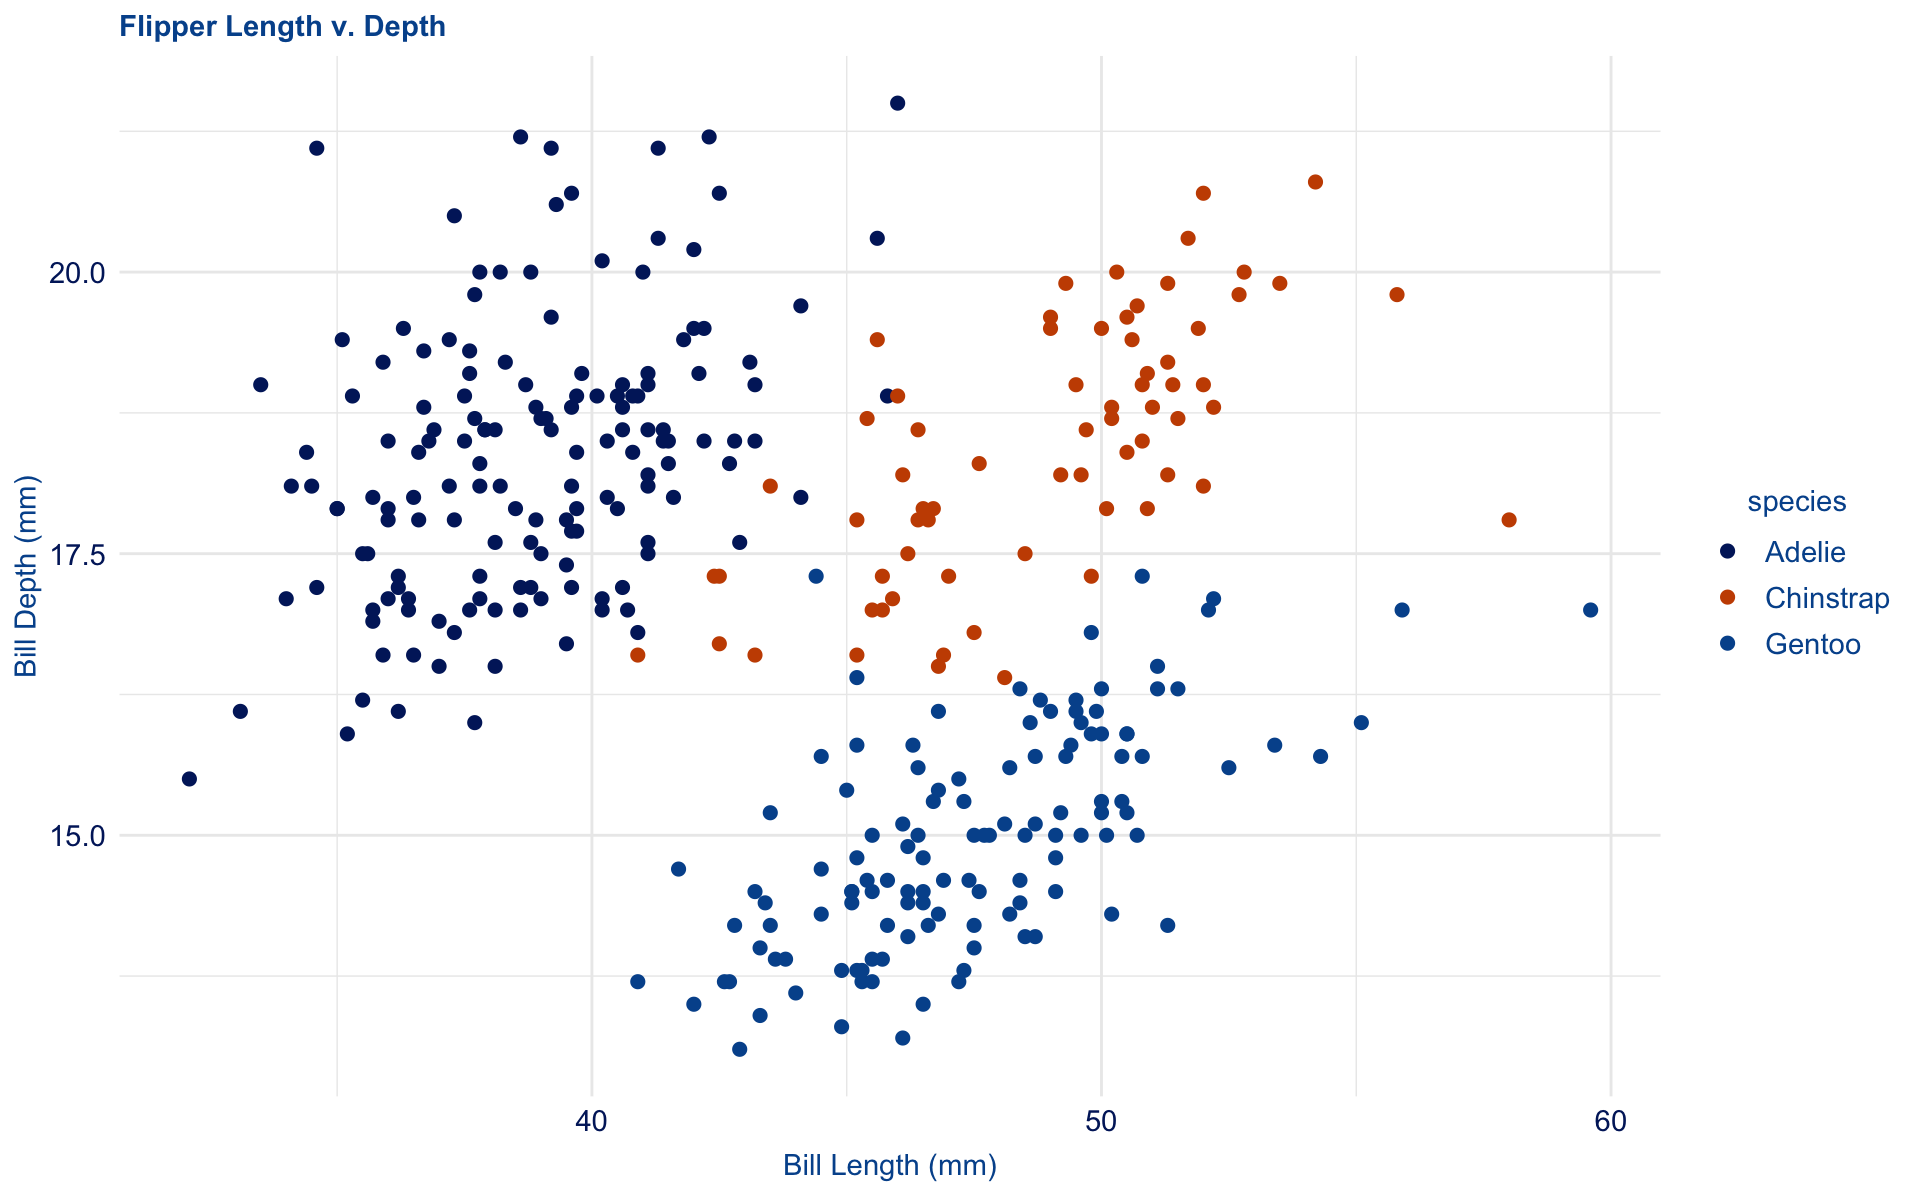 Flipper Length v. Depth
20.0
17.5
15.0
Bill Depth (mm)
40
50
60
Bill Length (mm)
species
Adelie
Chinstrap
Gentoo